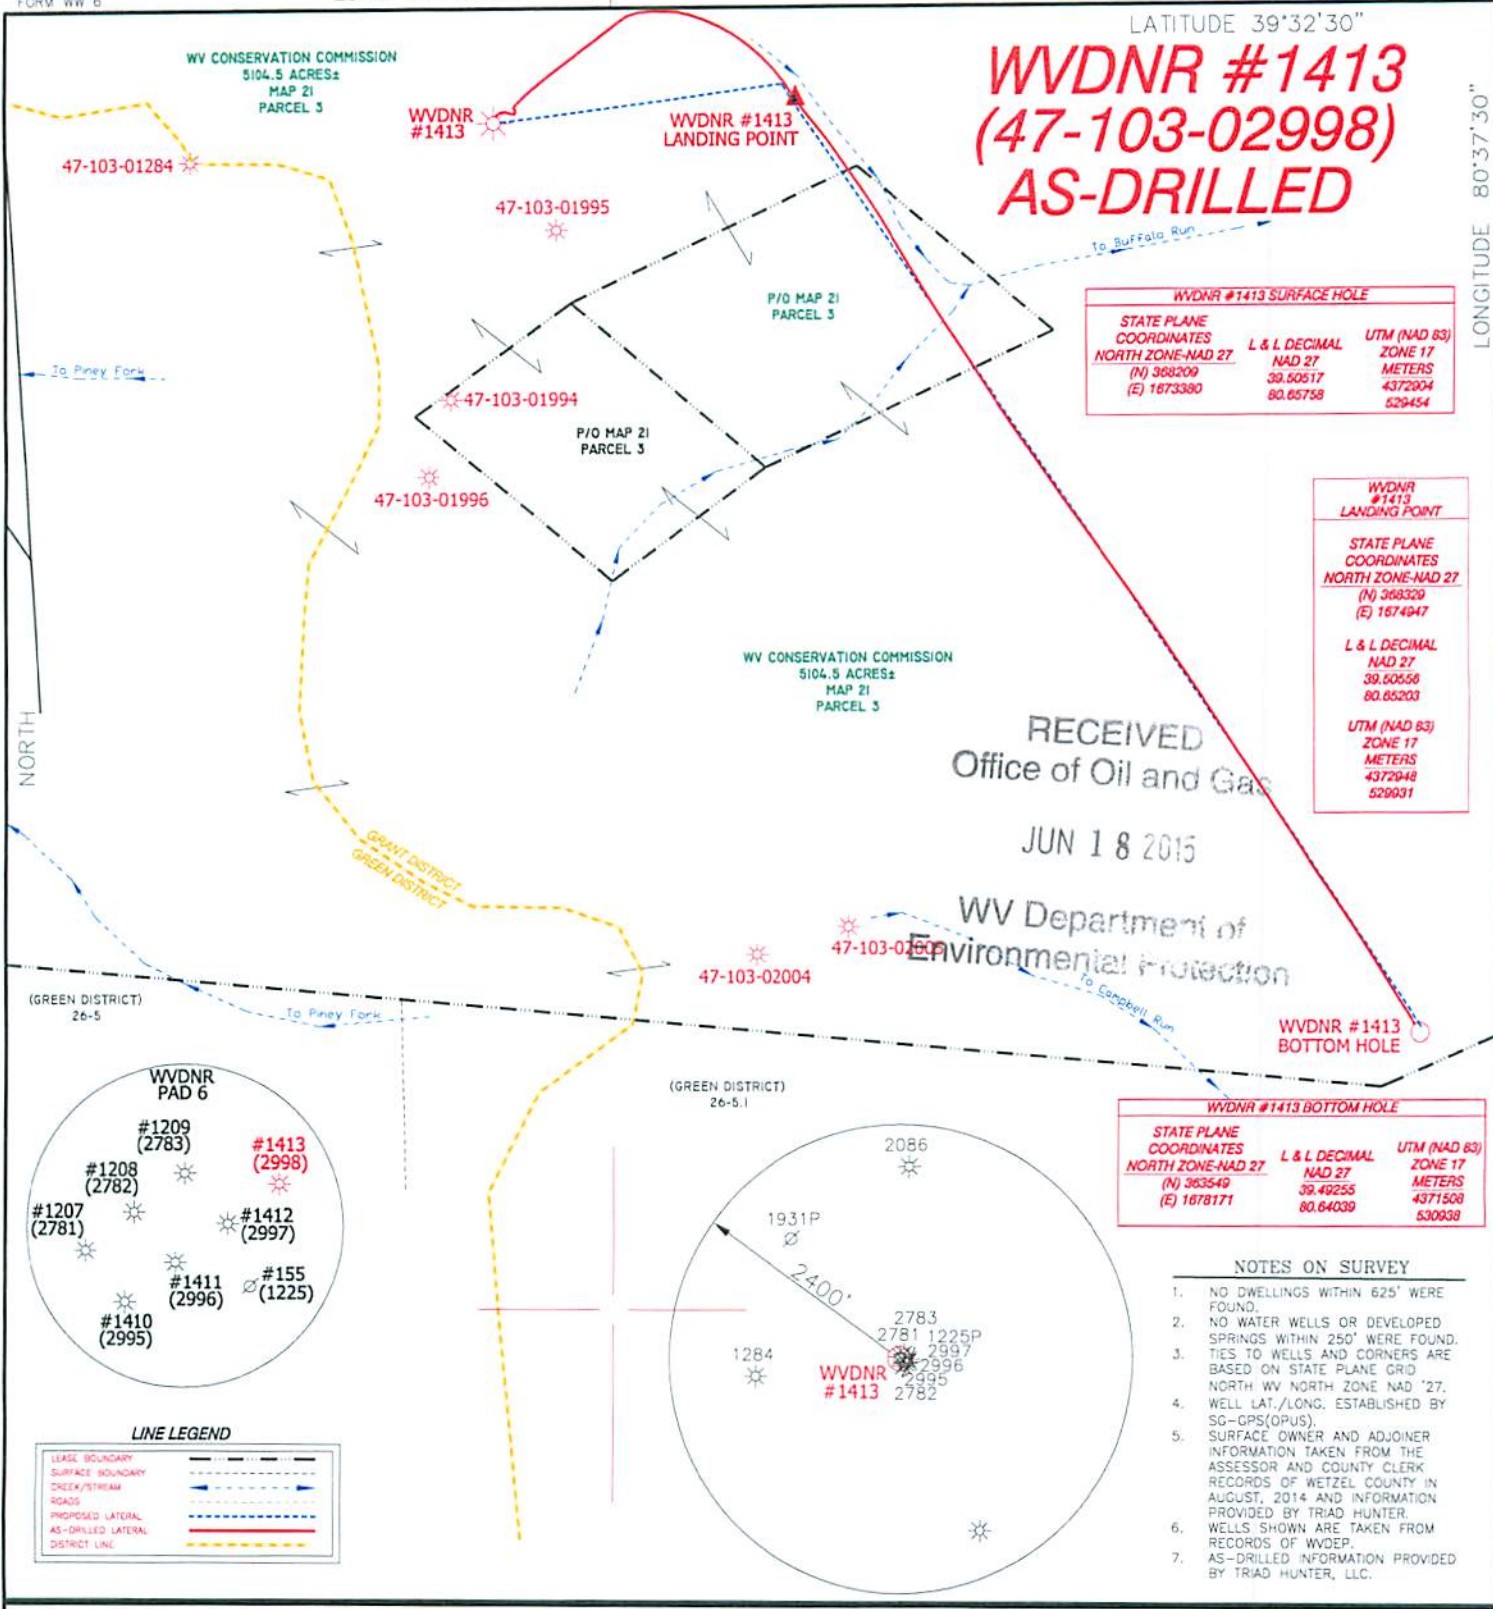 FORM WW 6
LATITUDE 39°32'30"
LONGITUDE 80°37'30"
WVDNR #1413
(47-103-02998)
AS-DRILLED
WV CONSERVATION COMMISSION
5104.5 ACRES±
MAP 21
PARCEL 3
WVDNR
#1413
WVDNR #1413
LANDING POINT
47-103-01284
47-103-01995
To Buffalo Run
P/O MAP 21
PARCEL 3
To Piney Fork
47-103-01994
P/O MAP 21
PARCEL 3
47-103-01996
WVDNR #1413 SURFACE HOLE
STATE PLANE
COORDINATES
NORTH ZONE-NAD 27
(N) 368209
(E) 1673380
L & L DECIMAL
NAD 27
39.50517
80.65758
UTM (NAD 83)
ZONE 17
METERS
4372904
529454
WVDNR
#1413
LANDING POINT
STATE PLANE
COORDINATES
NORTH ZONE-NAD 27
(N) 368329
(E) 1674947
L & L DECIMAL
NAD 27
39.50556
80.65203
UTM (NAD 83)
ZONE 17
METERS
4372948
529931
WV CONSERVATION COMMISSION
5104.5 ACRES±
MAP 21
PARCEL 3
NORTH
RECEIVED
Office of Oil and Gas
JUN 18 2015
WV Department of
Environmental Protection
GRANT DISTRICT
GREEN DISTRICT
47-103-02004
47-103-02005
To Campbell Run
(GREEN DISTRICT)
26-5
To Piney Fork
WVDNR #1413
BOTTOM HOLE
(GREEN DISTRICT)
26-5.1
WVDNR #1413 BOTTOM HOLE
STATE PLANE
COORDINATES
NORTH ZONE-NAD 27
(N) 363549
(E) 1678171
L & L DECIMAL
NAD 27
39.49255
80.64039
UTM (NAD 83)
ZONE 17
METERS
4371508
530938
WVDNR
PAD 6
#1209
(2783)
#1413
(2998)
#1208
(2782)
#1207
(2781)
#1412
(2997)
#1411
(2996)
#155
(1225)
#1410
(2995)
2086
1931P
2400'
2783
2781 1225P
2997
2996
2995
2782
1284
WVDNR
#1413
NOTES ON SURVEY
1. NO DWELLINGS WITHIN 625' WERE
FOUND.
2. NO WATER WELLS OR DEVELOPED
SPRINGS WITHIN 250' WERE FOUND.
3. TIES TO WELLS AND CORNERS ARE
BASED ON STATE PLANE GRID
NORTH WV NORTH ZONE NAD '27.
4. WELL LAT./LONG. ESTABLISHED BY
SG-GPS(OPUS).
5. SURFACE OWNER AND ADJOINER
INFORMATION TAKEN FROM THE
ASSESSOR AND COUNTY CLERK
RECORDS OF WETZEL COUNTY IN
AUGUST, 2014 AND INFORMATION
PROVIDED BY TRIAD HUNTER.
6. WELLS SHOWN ARE TAKEN FROM
RECORDS OF WVDEP.
7. AS-DRILLED INFORMATION PROVIDED
BY TRIAD HUNTER, LLC.
LINE LEGEND
LEASE BOUNDARY
SURFACE BOUNDARY
CREEK/STREAM
ROADS
PROPOSED LATERAL
AS-DRILLED LATERAL
DISTRICT LINE